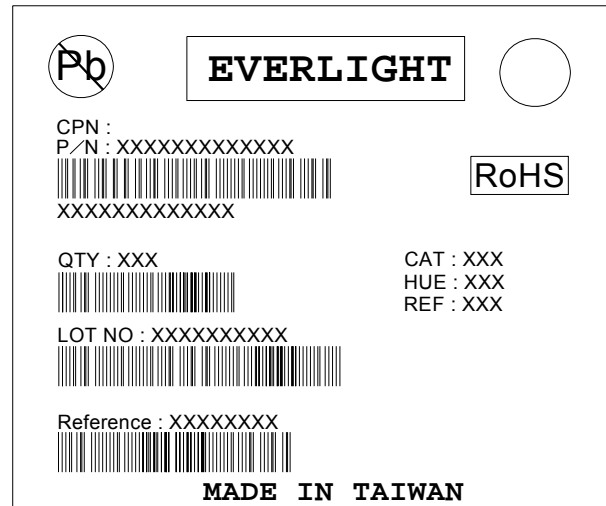 Pb
EVERLIGHT
CPN :
P/N : XXXXXXXXXXXXX
XXXXXXXXXXXXX
RoHS
QTY : XXX
CAT : XXX
HUE : XXX
REF : XXX
LOT NO : XXXXXXXXXX
Reference : XXXXXXXX
MADE IN TAIWAN